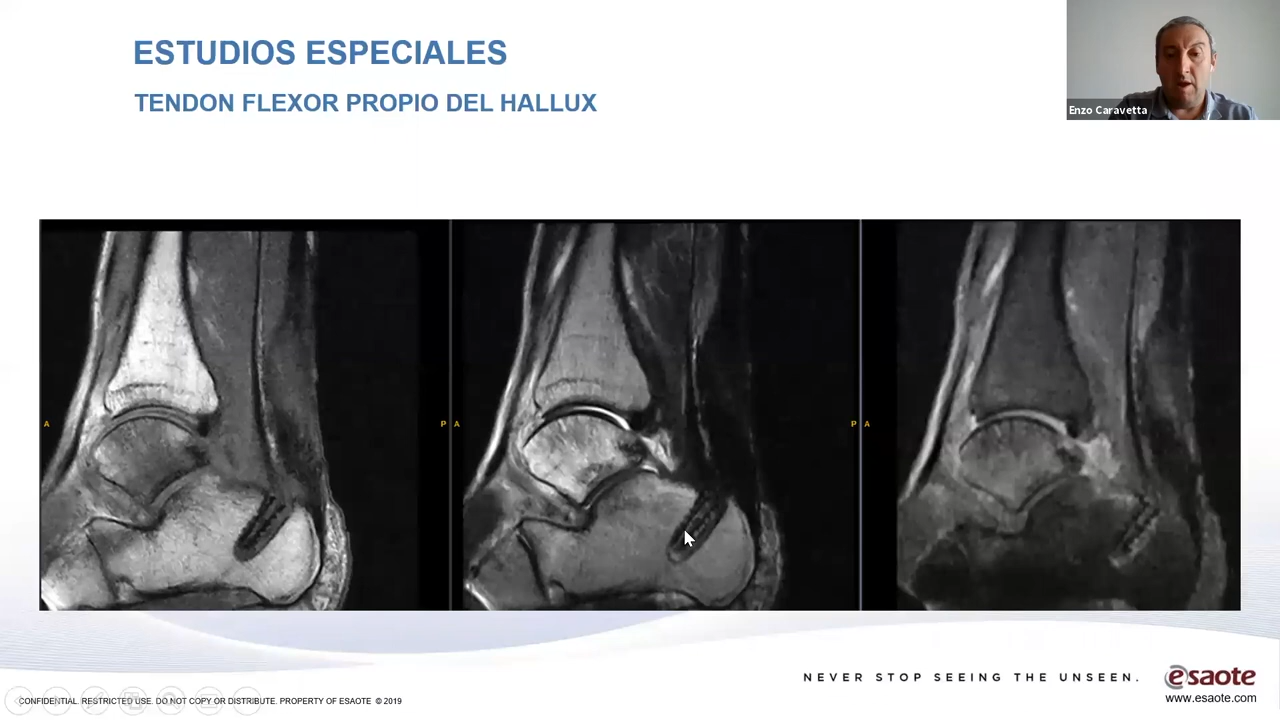 ESTUDIOS ESPECIALES
TENDON FLEXOR PROPIO DEL HALLUX
Enzo Caravetta
A
P A
P A
NEVER STOP SEEING THE UNSEEN.
esaote
www.esaote.com
CONFIDENTIAL. RESTRICTED USE. DO NOT COPY OR DISTRIBUTE. PROPERTY OF ESAOTE © 2019